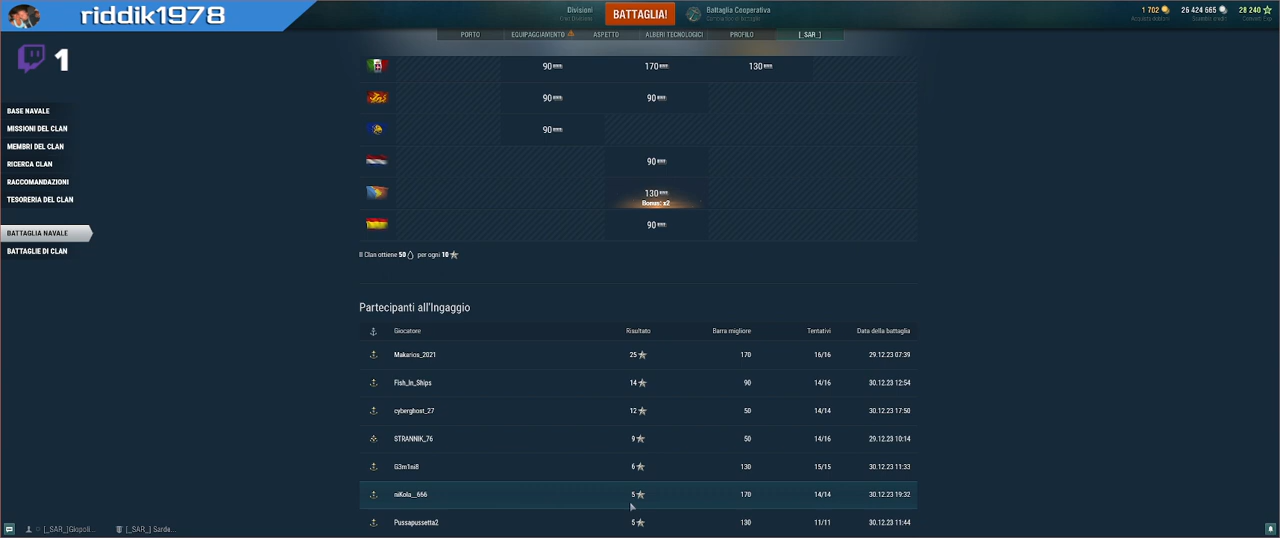 riddik1978
Divisioni
BATTAGLIA!
Battaglia Cooperativa
1 702
26 424 665
28 240
1
PORTO
EQUIPAGGIAMENTO
ASPETTO
ALBERI TECNOLOGICI
PROFILO
[_SAR_]
90
170
130
BASE NAVALE
90
90
MISSIONI DEL CLAN
90
MEMBRI DEL CLAN
RICERCA CLAN
90
RACCOMANDAZIONI
130
TESORERIA DEL CLAN
Bonus: x2
90
BATTAGLIA NAVALE
BATTAGLIE DI CLAN
Il Clan ottiene 50 per ogni 10
Partecipanti all'Ingaggio
Giocatore Risultato Barra migliore Tentativi Data della battaglia
Makarios_2021 25 170 16/16 29.12.23 07:39
Fish_In_Ships 14 90 14/16 30.12.23 12:54
cyberghost_27 12 50 14/14 30.12.23 17:50
STRANNIK_76 9 50 14/16 29.12.23 10:14
G3m1ni8 6 130 15/15 30.12.23 11:33
niKola__666 5 170 14/14 30.12.23 19:32
Pussapussetta2 5 130 11/11 30.12.23 11:44
[_SAR_]Giopoli...
[_SAR_] Sarde...